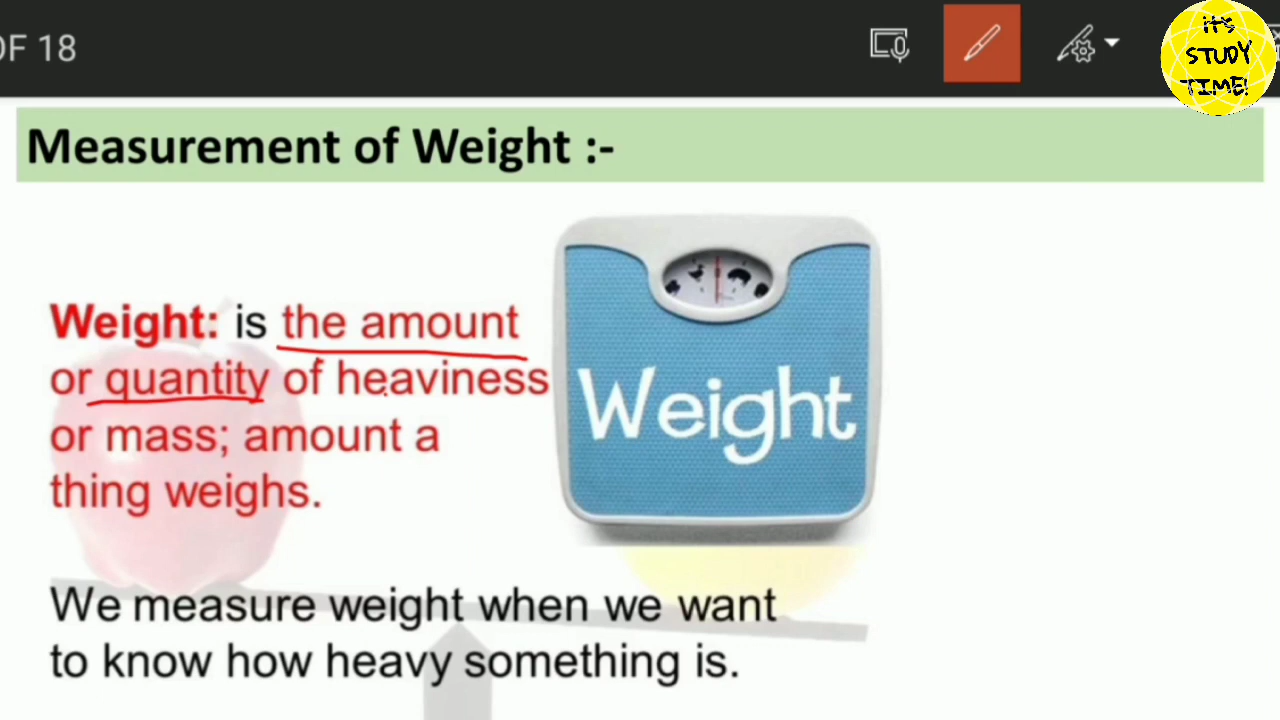 OF 18
iT'S
STUDY
TIME!
Measurement of Weight :-
Weight: is the amount
or quantity of heaviness
or mass; amount a
thing weighs.
Weight
We measure weight when we want
to know how heavy something is.